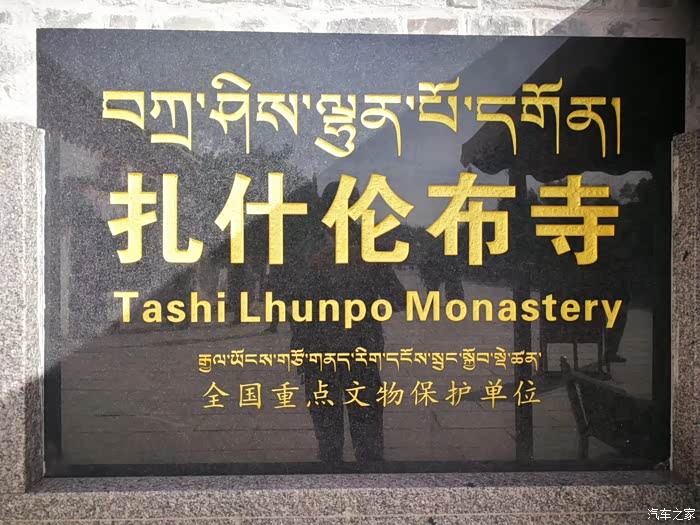 བཀྲ་ཤིས་ལྷུན་པོ་དགོན།
扎什伦布寺
Tashi Lhunpo Monastery
རྒྱལ་ཡོངས་གཙོ་གནད་རིག་དངོས་སྲུང་སྐྱོབ་སྡེ་ཚན་
全国重点文物保护单位
汽车之家